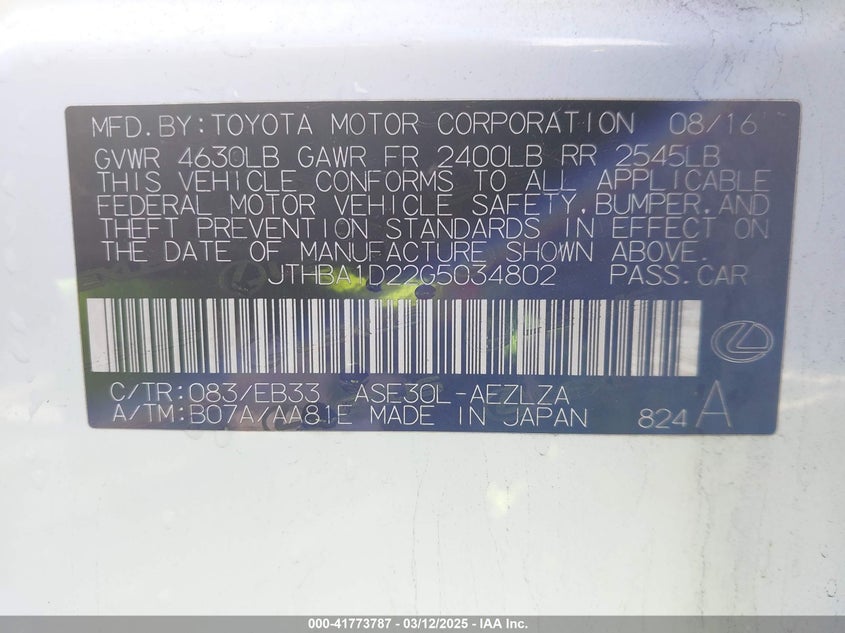 MFD.BY:TOYOTA MOTOR CORPORATION 08/16
GVWR 4630LB GAWR FR 2400LB RR 2545LB
THIS VEHICLE CONFORMS TO ALL APPLICABLE
FEDERAL MOTOR VEHICLE SAFETY, BUMPER, AND
THEFT PREVENTION STANDARDS IN EFFECT ON
THE DATE OF MANUFACTURE SHOWN ABOVE.
JTHBA1D22G5034802 PASS.CAR
C/TR:083/EB33 ASE30L-AEZLZA
A/TM:B07A/AA81E MADE IN JAPAN 824 A
000-41773787 - 03/12/2025 - IAA Inc.